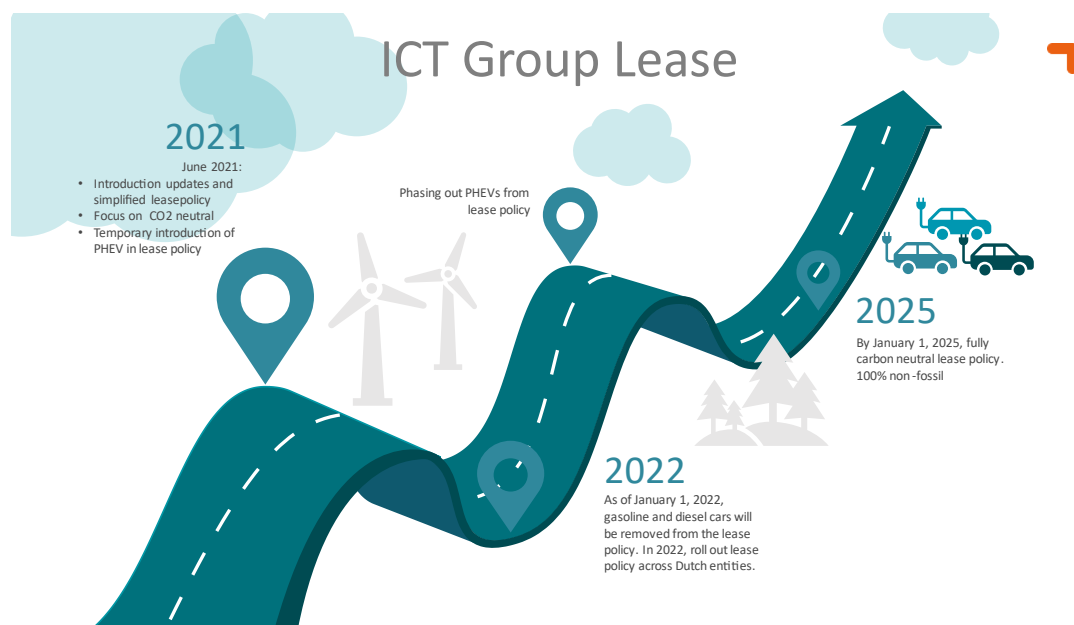 ICT Group Lease
2021
June 2021:
• Introduction updates and
simplified leasepolicy
• Focus on CO2 neutral
• Temporary introduction of
PHEV in lease policy
Phasing out PHEVs from
lease policy
2025
By January 1, 2025, fully
carbon neutral lease policy.
100% non-fossil
2022
As of January 1, 2022,
gasoline and diesel cars will
be removed from the lease
policy. In 2022, roll out lease
policy across Dutch entities.